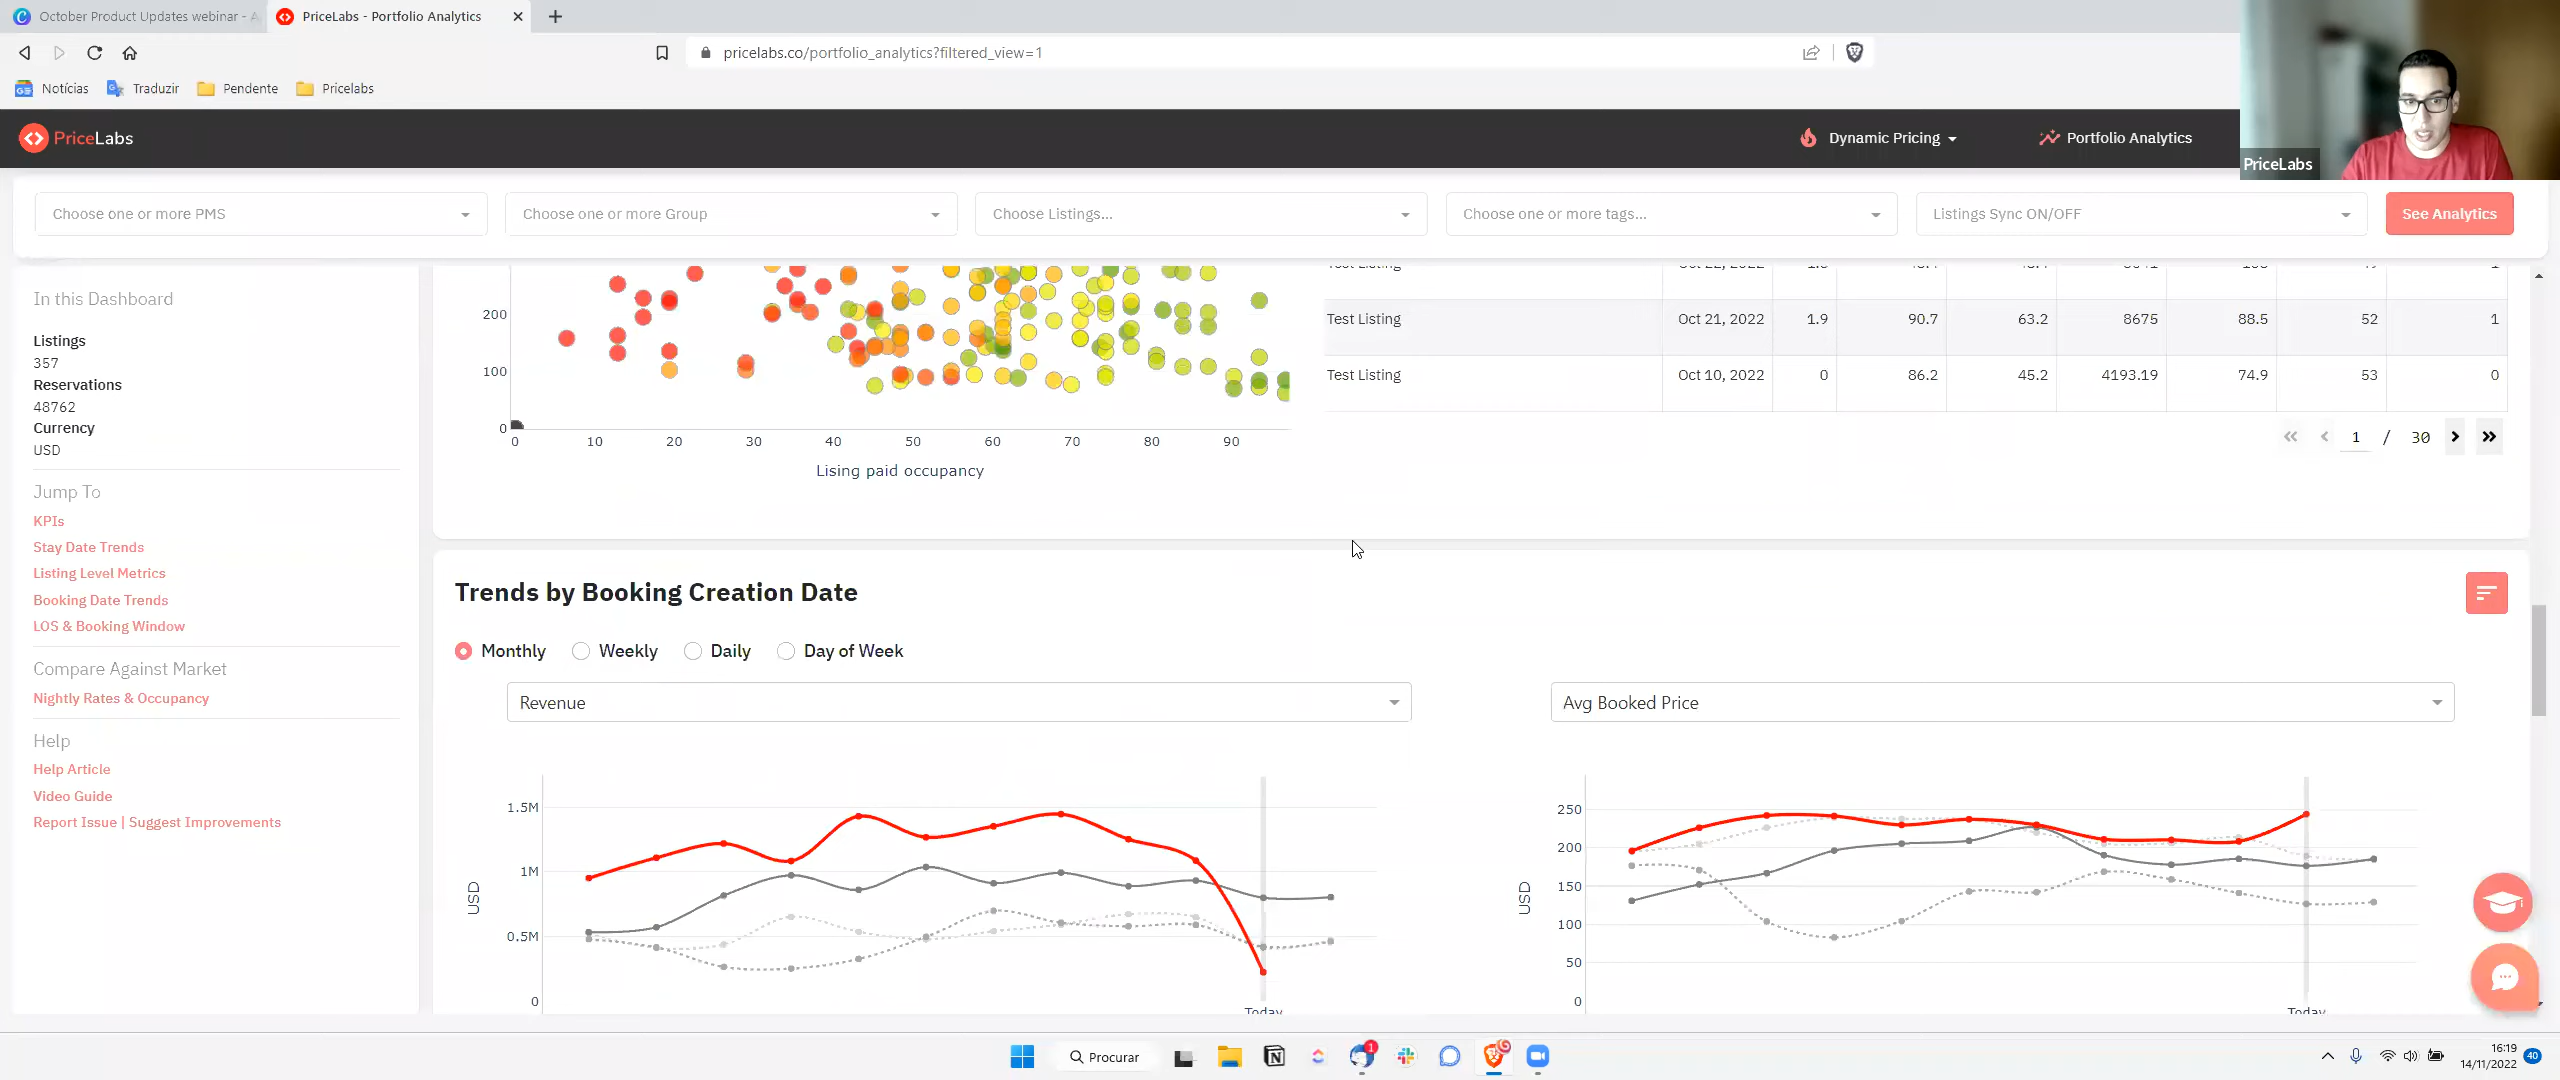 October Product Updates webinar - A
PriceLabs - Portfolio Analytics
pricelabs.co/portfolio_analytics?filtered_view=1
Notícias
Traduzir
Pendente
Pricelabs
PriceLabs
Dynamic Pricing
Portfolio Analytics
PriceLabs
Choose one or more PMS
Choose one or more Group
Choose Listings...
Choose one or more tags...
Listings Sync ON/OFF
See Analytics
In this Dashboard
Listings
357
Reservations
48762
Currency
USD
Jump To
KPIs
Stay Date Trends
Listing Level Metrics
Booking Date Trends
LOS & Booking Window
Compare Against Market
Nightly Rates & Occupancy
Help
Help Article
Video Guide
Report Issue | Suggest Improvements
200
100
0
0 10 20 30 40 50 60 70 80 90
Lising paid occupancy
Test Listing Oct 21, 2022 1.9 90.7 63.2 8675 88.5 52 1
Test Listing Oct 10, 2022 0 86.2 45.2 4193.19 74.9 53 0
1 / 30
Trends by Booking Creation Date
Monthly
Weekly
Daily
Day of Week
Revenue
1.5M
1M
0.5M
0
USD
Today
Avg Booked Price
250
200
150
100
50
0
USD
Today
Procurar
1
16:19
14/11/2022
40